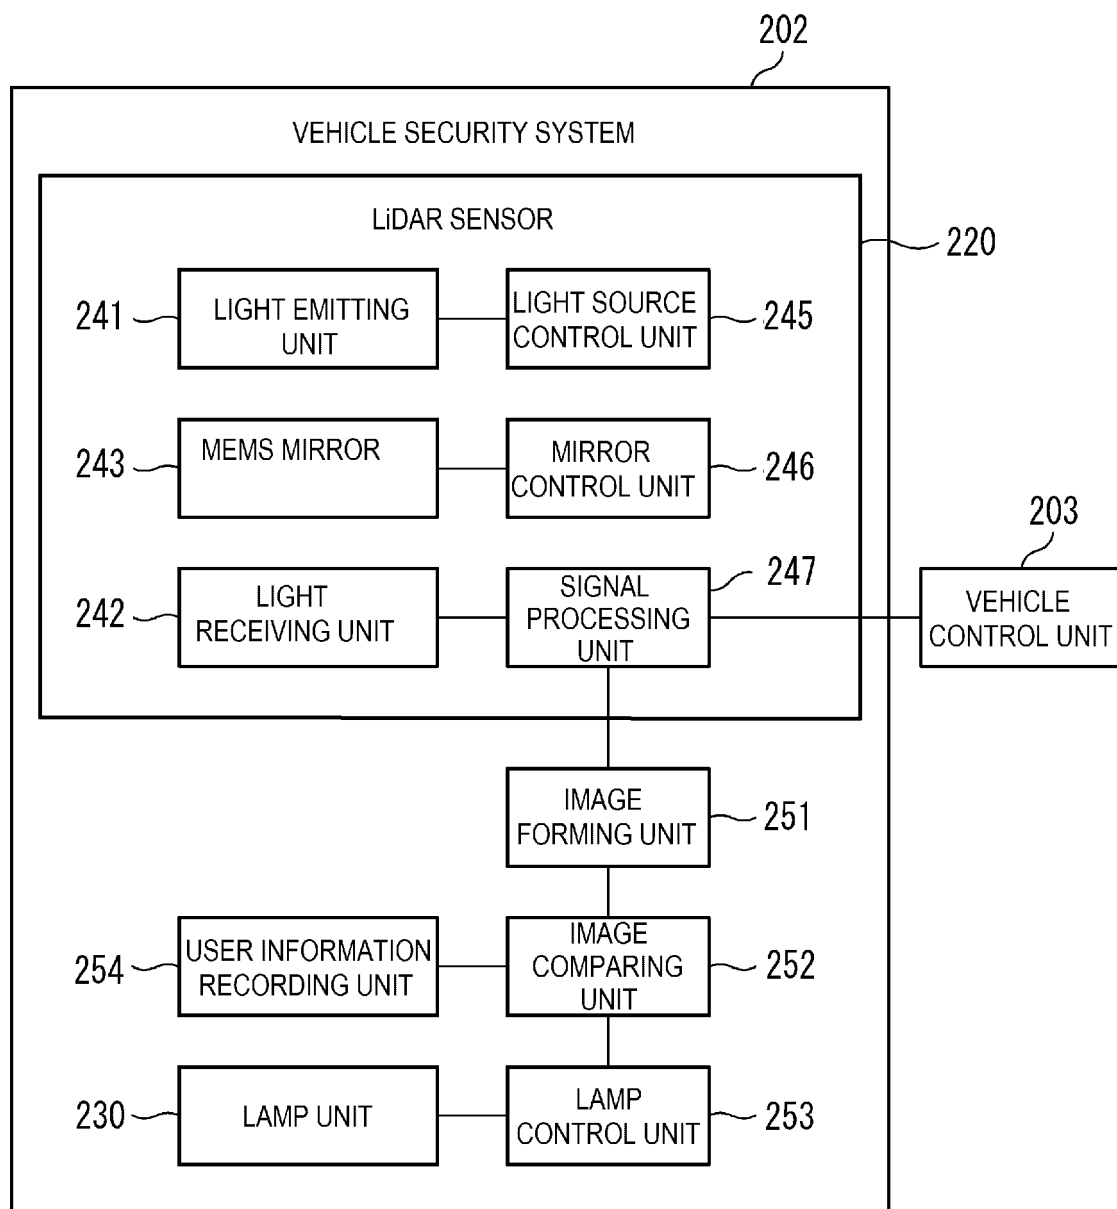 202
VEHICLE SECURITY SYSTEM
LiDAR SENSOR
220
241
LIGHT EMITTING
UNIT
LIGHT SOURCE
CONTROL UNIT
245
243
MEMS MIRROR
MIRROR
CONTROL UNIT
246
203
242
LIGHT
RECEIVING UNIT
SIGNAL
PROCESSING
UNIT
247
VEHICLE
CONTROL UNIT
IMAGE
FORMING UNIT
251
254
USER INFORMATION
RECORDING UNIT
IMAGE
COMPARING
UNIT
252
230
LAMP UNIT
LAMP
CONTROL UNIT
253